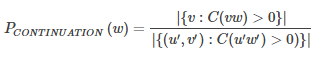 P_CONTINUATION (w) = |{v : C(vw) > 0}| / |{(u′, v′) : C(u′w′) > 0)}|